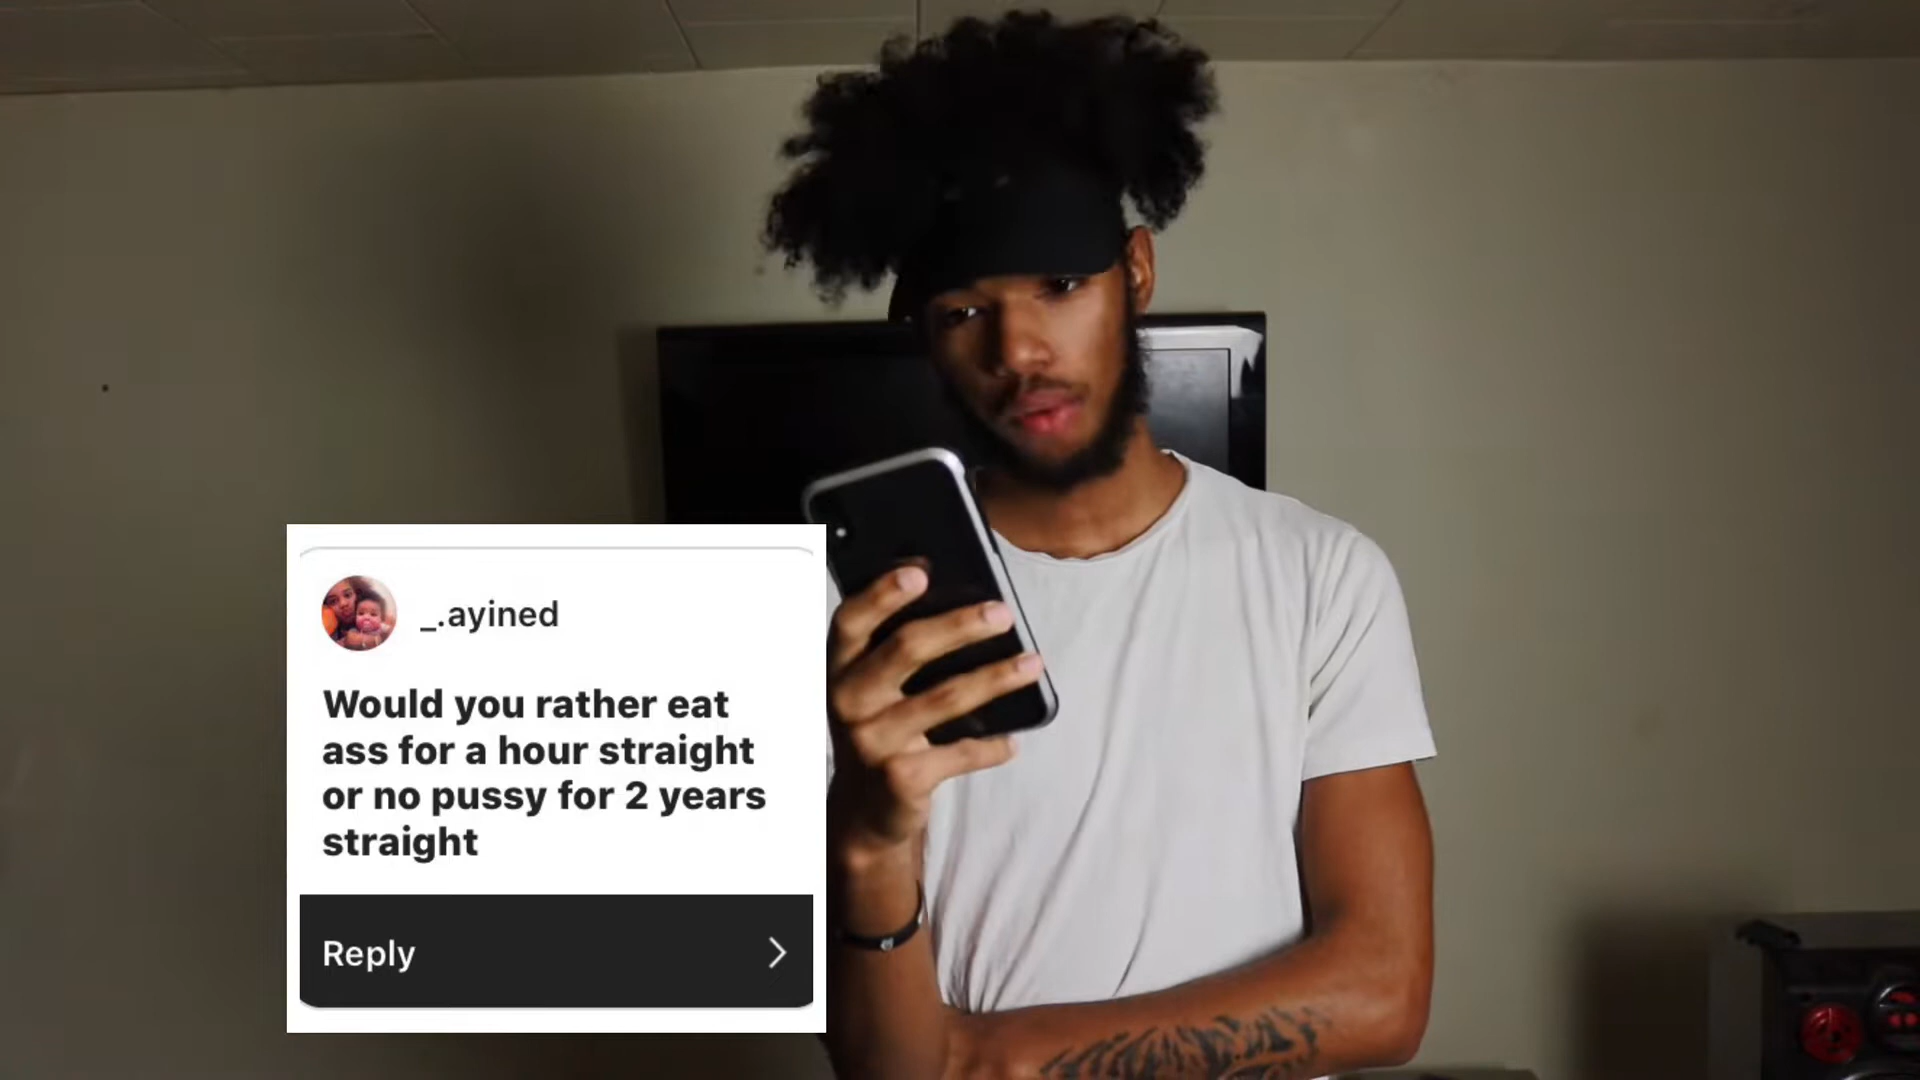 _.ayined
Would you rather eat
ass for a hour straight
or no pussy for 2 years
straight
Reply